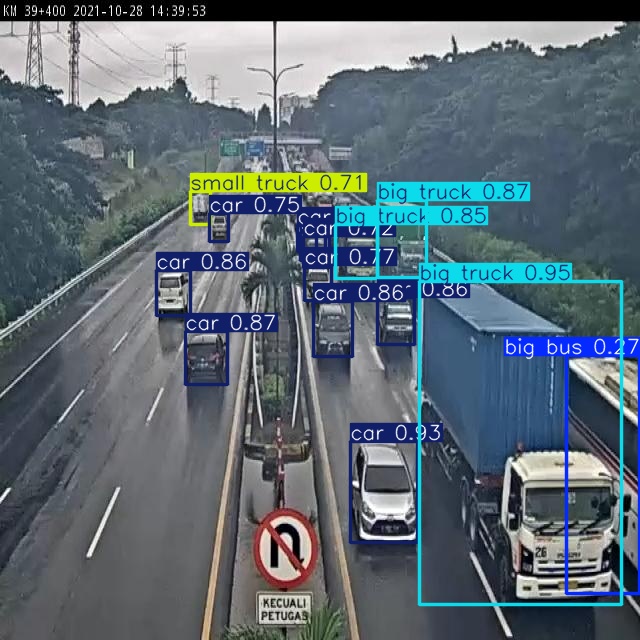 KM 39+400 2021-10-28 14:39:53
small truck 0.71
big truck 0.87
car 0.75
big truck 0.85
car
0.72
car 0.77
car 0.86
big truck 0.95
car 0.86
0.86
car 0.87
big bus 0.27
car 0.93
26
KECUALI
PETUGAS